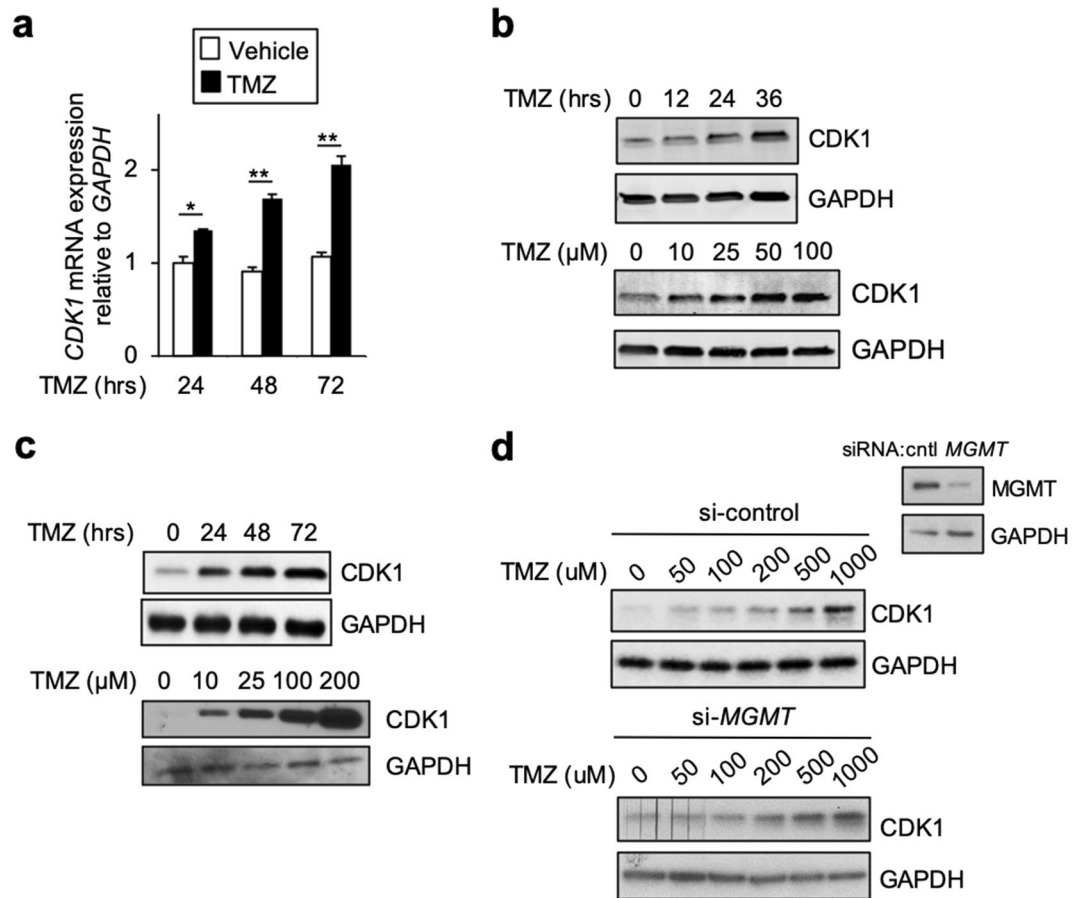 a
Vehicle
TMZ
CDK1 mRNA expression
relative to GAPDH
2
1
0
*
**
**
TMZ (hrs) 24 48 72
b
TMZ (hrs) 0 12 24 36
CDK1
GAPDH
TMZ (µM) 0 10 25 50 100
CDK1
GAPDH
c
TMZ (hrs) 0 24 48 72
CDK1
GAPDH
TMZ (µM) 0 10 25 100 200
CDK1
GAPDH
d
siRNA:cntl MGMT
MGMT
GAPDH
si-control
TMZ (uM) 0 50 100 200 500 1000
CDK1
GAPDH
si-MGMT
TMZ (uM) 0 50 100 200 500 1000
CDK1
GAPDH